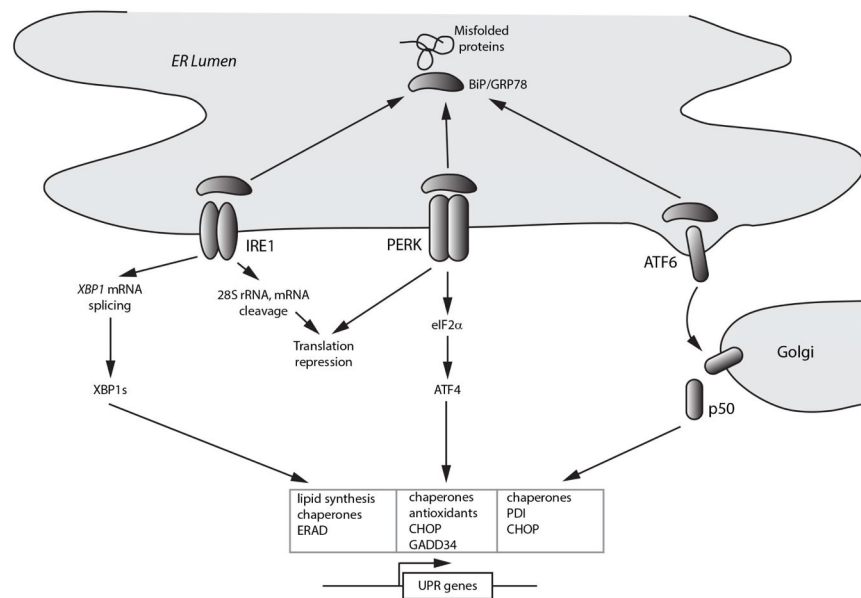 Misfolded
proteins
ER Lumen
BiP/GRP78
IRE1
PERK
ATF6
XBP1 mRNA
splicing
28S rRNA, mRNA
cleavage
Translation
repression
eIF2α
Golgi
XBP1s
ATF4
p50
lipid synthesis
chaperones
ERAD
chaperones
antioxidants
CHOP
GADD34
chaperones
PDI
CHOP
UPR genes